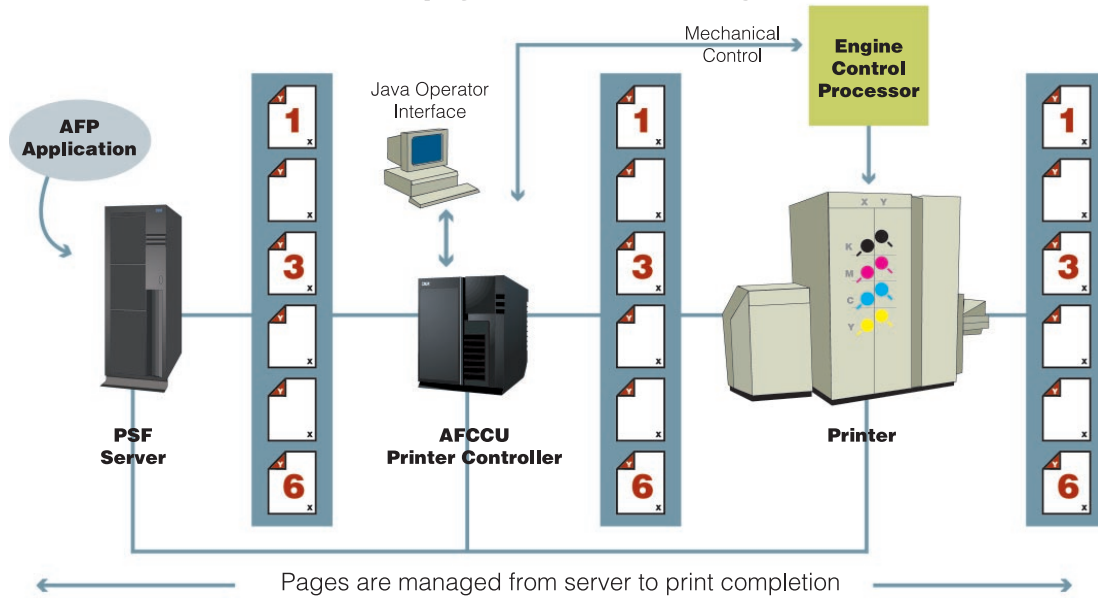 Mechanical
Control
Engine
Control
Processor
Java Operator
Interface
AFP
Application
Y
1
x
Y
x
Y
3
x
Y
x
Y
x
Y
6
x
Y
1
x
Y
x
Y
3
x
Y
x
Y
x
Y
6
x
X Y
K
M
C
Y
Y
1
x
Y
x
Y
3
x
Y
x
Y
x
Y
6
x
PSF
Server
AFCCU
Printer Controller
Printer
Pages are managed from server to print completion